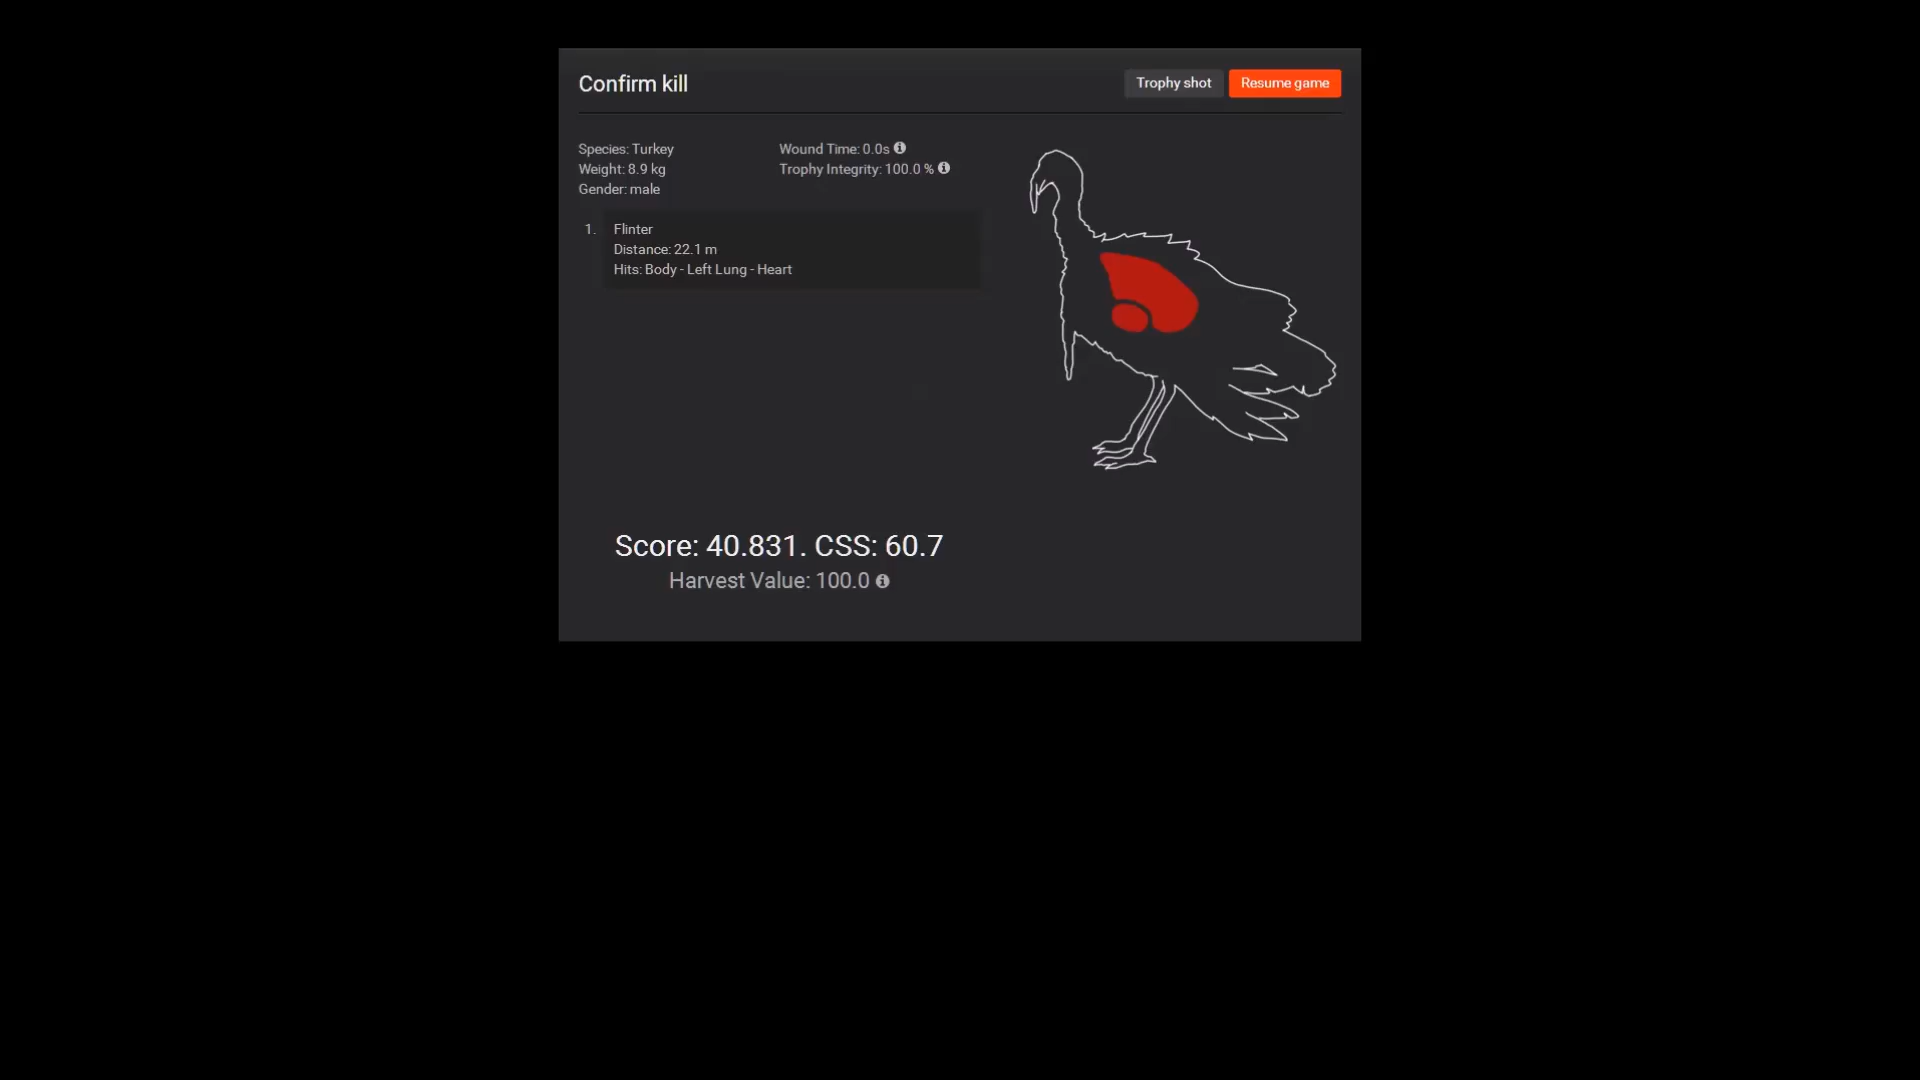 Confirm kill
Trophy shot
Resume game
Species: Turkey
Weight: 8.9 kg
Gender: male
Wound Time: 0.0s
Trophy Integrity: 100.0 %
1.
Flinter
Distance: 22.1 m
Hits: Body - Left Lung - Heart
Score: 40.831. CSS: 60.7
Harvest Value: 100.0